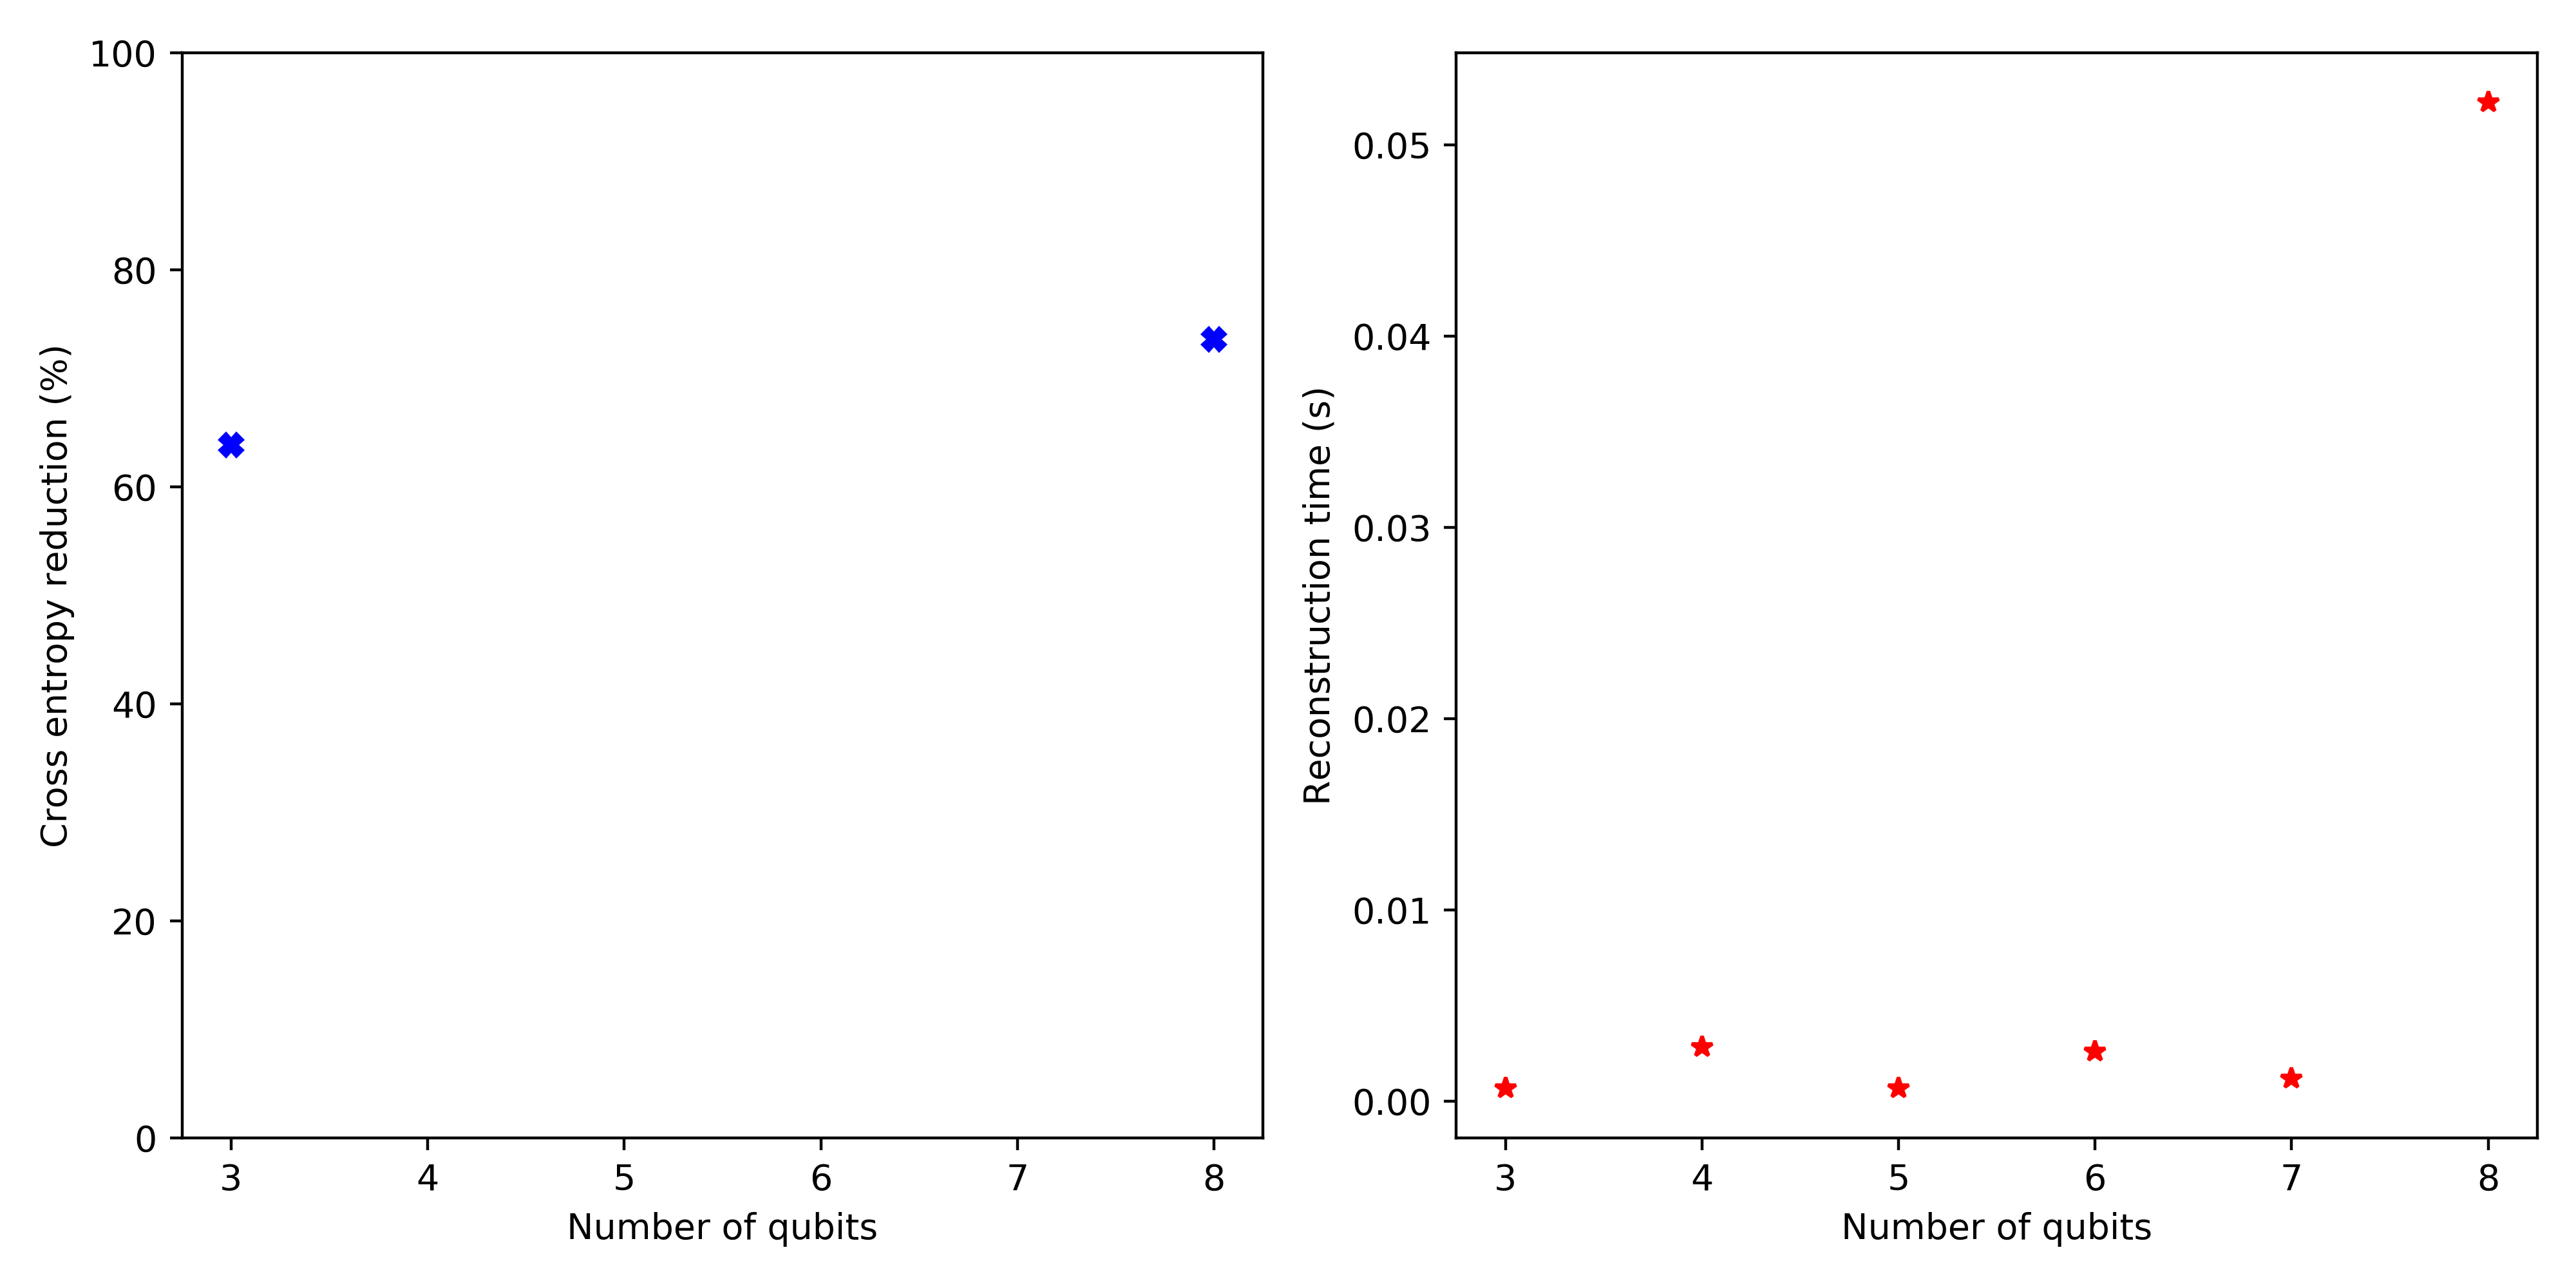 100
80
60
40
20
0
Cross entropy reduction (%)
3 4 5 6 7 8
Number of qubits
0.05
0.04
0.03
0.02
0.01
0.00
Reconstruction time (s)
3 4 5 6 7 8
Number of qubits